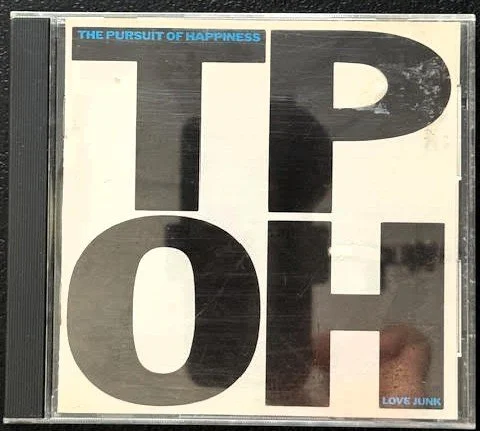 THE PURSUIT OF HAPPINESS
TP
OH
LOVE JUNK